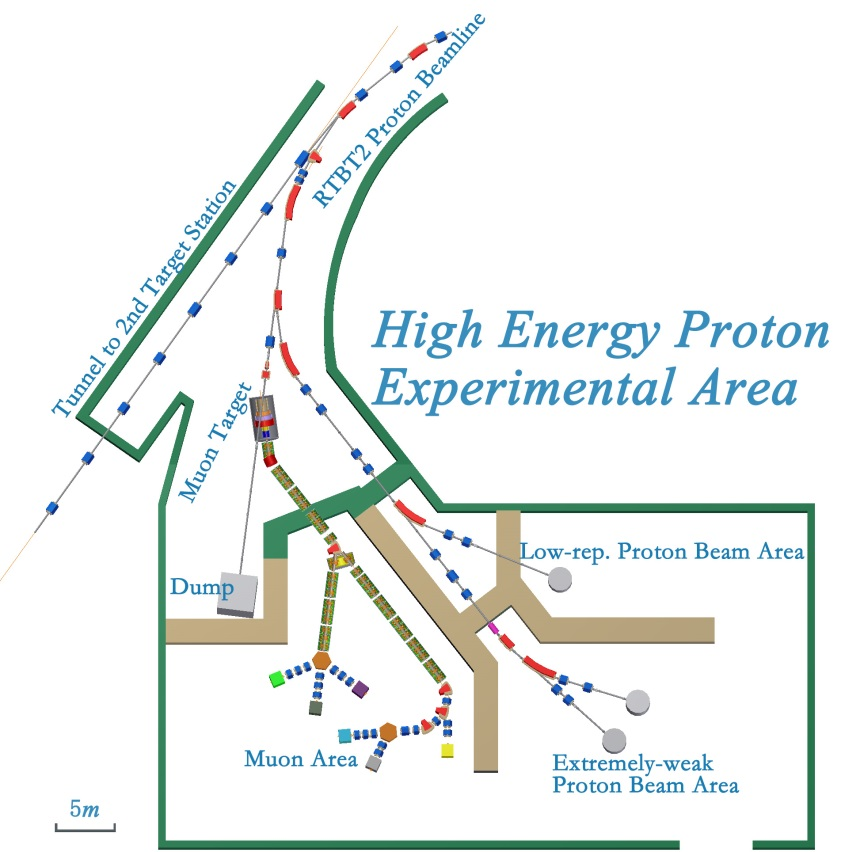 RTBT2 Proton Beamline
Tunnel to 2nd Target Station
High Energy Proton
Experimental Area
Muon Target
Low-rep. Proton Beam Area
Dump
Muon Area
Extremely-weak
Proton Beam Area
5m